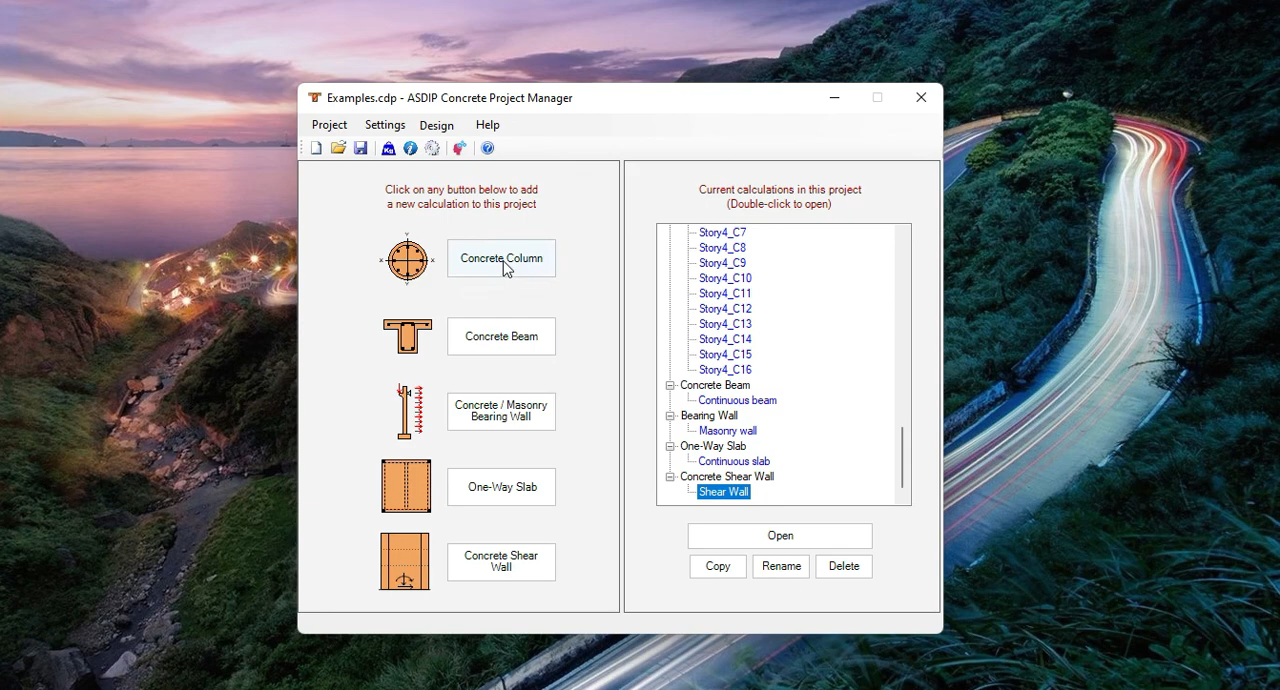 Examples.cdp - ASDIP Concrete Project Manager
Project Settings Design Help
Click on any button below to add
a new calculation to this project
Concrete Column
Concrete Beam
Concrete / Masonry
Bearing Wall
One-Way Slab
Concrete Shear
Wall
Current calculations in this project
(Double-click to open)
Story4_C7
Story4_C8
Story4_C9
Story4_C10
Story4_C11
Story4_C12
Story4_C13
Story4_C14
Story4_C15
Story4_C16
Concrete Beam
Continuous beam
Bearing Wall
Masonry wall
One-Way Slab
Continuous slab
Concrete Shear Wall
Shear Wall
Open
Copy Rename Delete